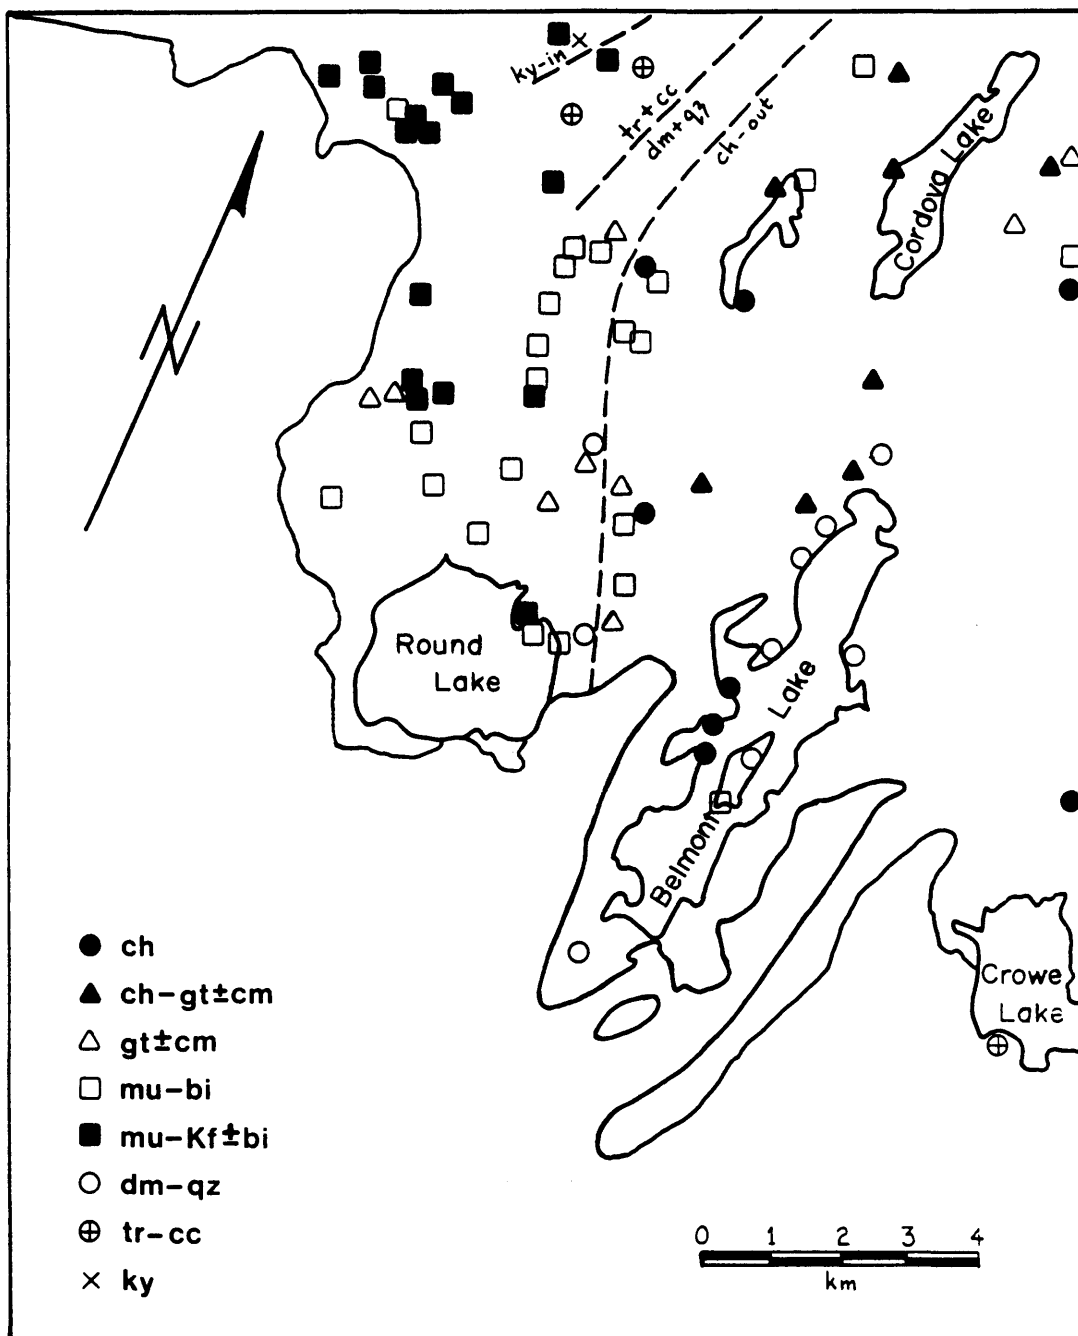 ky-in
tr+cc
dm+qz
ch-out
Cordova Lake
Round
Lake
Lake
Belmont
Crowe
Lake
ch
ch-gt±cm
gt±cm
mu-bi
mu-Kf±bi
dm-qz
tr-cc
ky
0 1 2 3 4
km
N